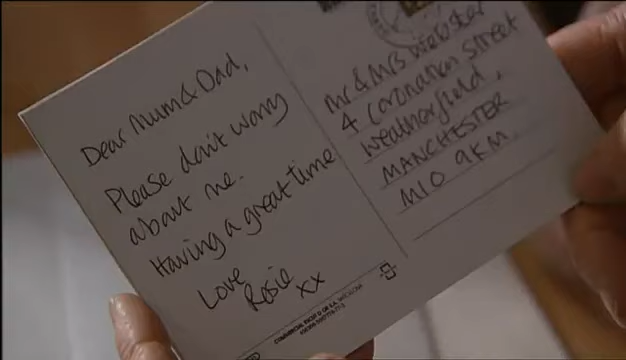 Dear Mum & Dad,
Please don't worry
about me.
Having a great time
Love
Rosie xx
Mr & Mrs Webster
4 Coronation Street
Weatherfield,
MANCHESTER
M10 9KM.